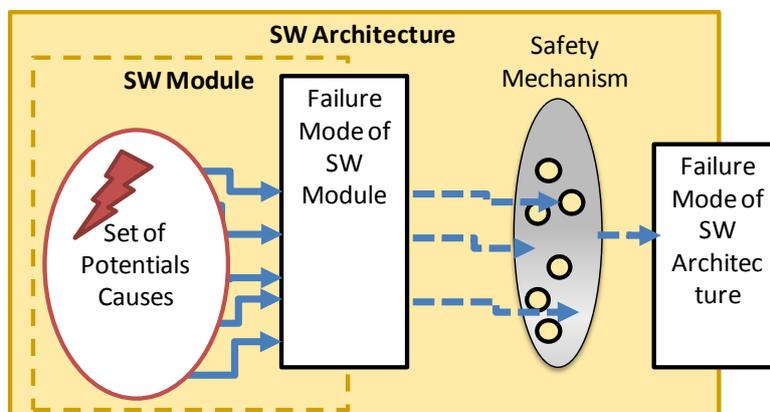 SW Architecture
SW Module
Safety
Mechanism
Set of
Potentials
Causes
Failure
Mode of
SW
Module
Failure
Mode of
SW
Architec
ture